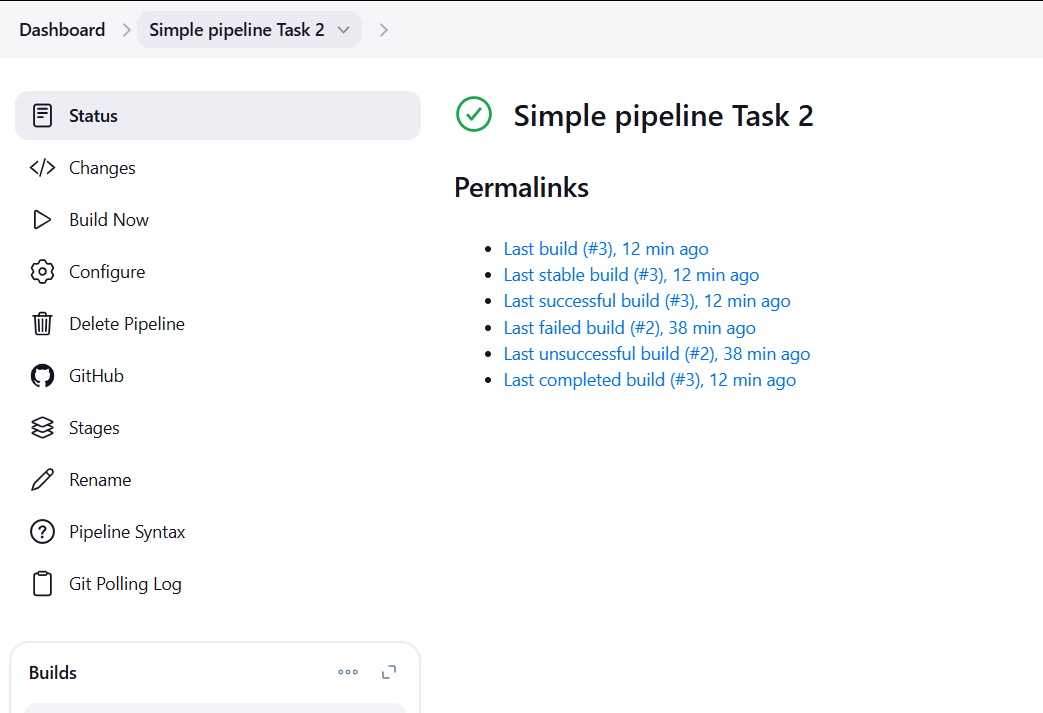 Dashboard
Simple pipeline Task 2
Status
Changes
Build Now
Configure
Delete Pipeline
GitHub
Stages
Rename
Pipeline Syntax
Git Polling Log
Builds
Simple pipeline Task 2
Permalinks
Last build (#3), 12 min ago
Last stable build (#3), 12 min ago
Last successful build (#3), 12 min ago
Last failed build (#2), 38 min ago
Last unsuccessful build (#2), 38 min ago
Last completed build (#3), 12 min ago